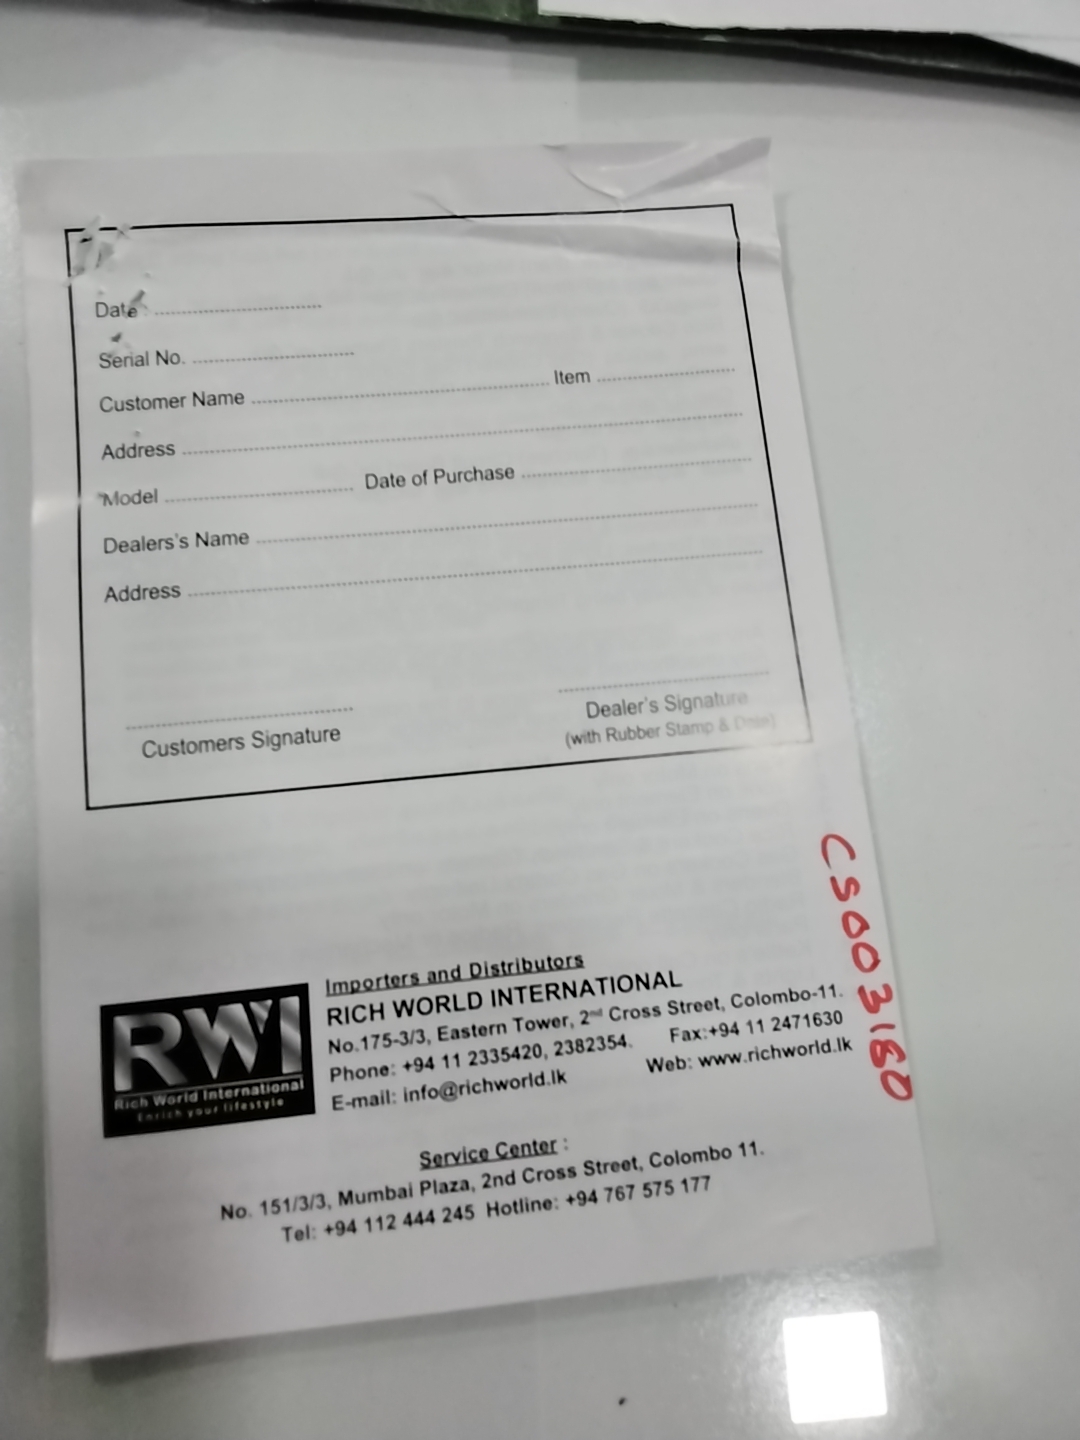 Date ....................
Serial No. ....................
Customer Name .................... Item ....................
Address ....................
Model .................... Date of Purchase ....................
Dealers's Name ....................
Address ....................
Customers Signature
Dealer's Signature
(with Rubber Stamp & Date)
RWI
Rich World International
Enrich your lifestyle
Importers and Distributors
RICH WORLD INTERNATIONAL
No.175-3/3, Eastern Tower, 2nd Cross Street, Colombo-11.
Phone: +94 11 2335420, 2382354. Fax:+94 11 2471630
E-mail: info@richworld.lk Web: www.richworld.lk
Service Center :
No. 151/3/3, Mumbai Plaza, 2nd Cross Street, Colombo 11.
Tel: +94 112 444 245 Hotline: +94 767 575 177
CS003180